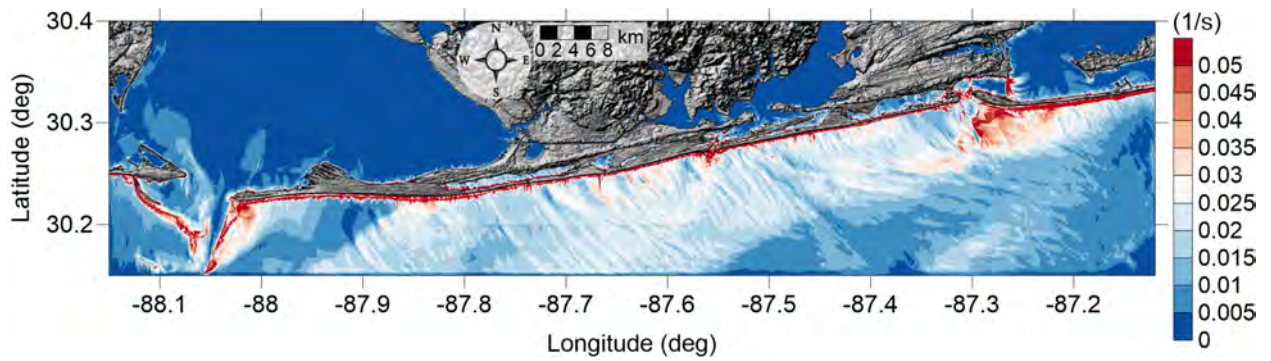 30.4
30.3
30.2
Latitude (deg)
N
W E
S
km
0 2 4 6 8
-88.1 -88 -87.9 -87.8 -87.7 -87.6 -87.5 -87.4 -87.3 -87.2
Longitude (deg)
(1/s)
0.05
0.045
0.04
0.035
0.03
0.025
0.02
0.015
0.01
0.005
0